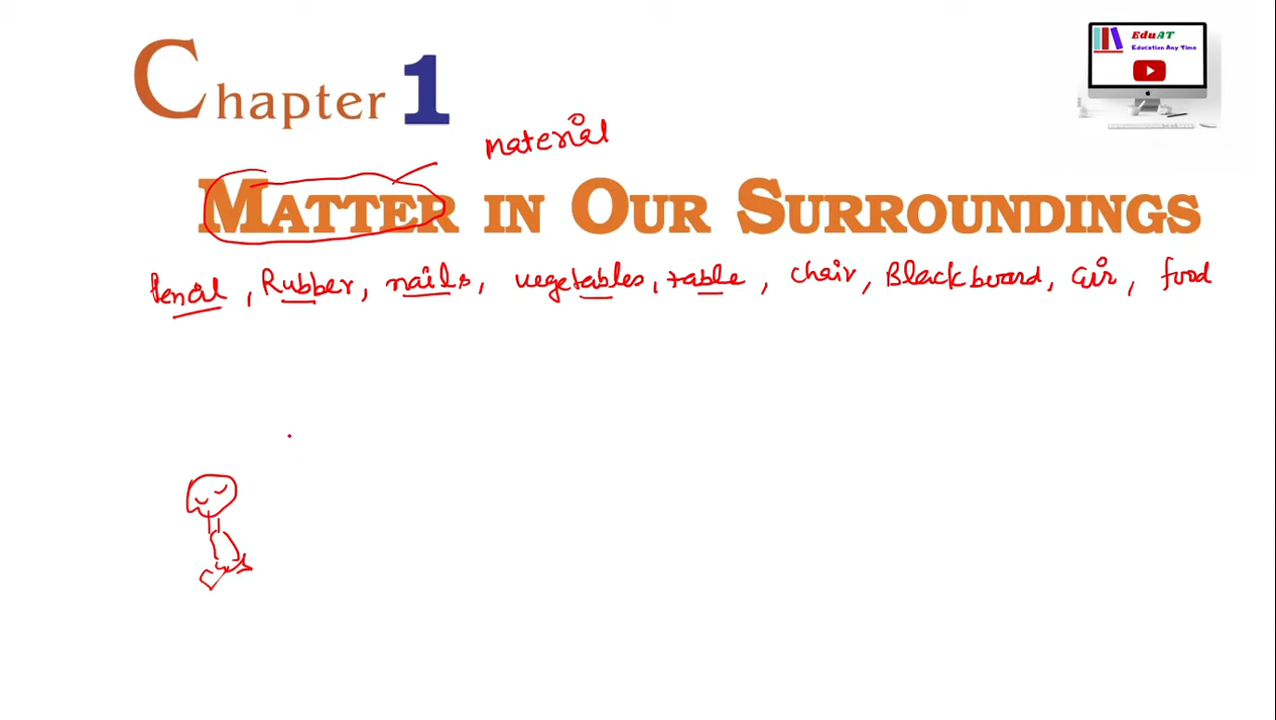 EduAT
Education Any Time
Chapter 1
material
MATTER IN OUR SURROUNDINGS
Pencil, Rubber, nails, vegetables, table, chair, Blackboard, air, food